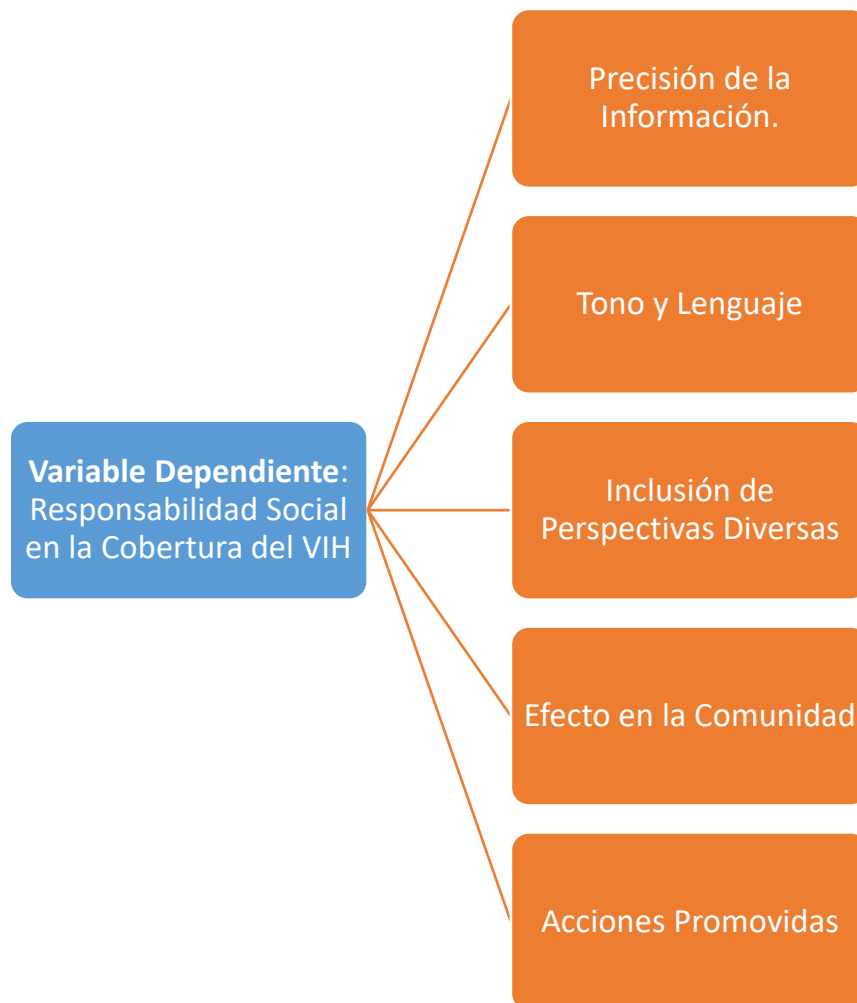 Variable Dependiente:
Responsabilidad Social
en la Cobertura del VIH
Precisión de la
Información.
Tono y Lenguaje
Inclusión de
Perspectivas Diversas
Efecto en la Comunidad
Acciones Promovidas